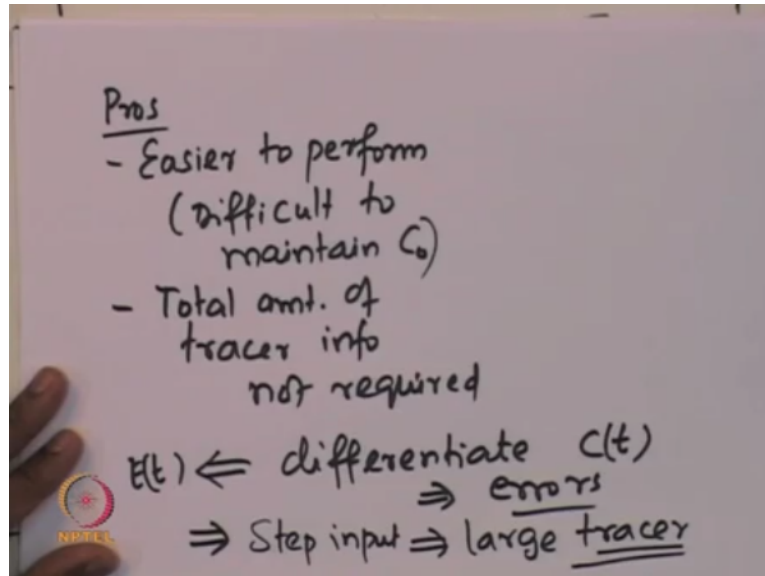 Pros
- Easier to perform
(Difficult to
maintain C₀)
- Total amt. of
tracer info
not required
E(t) ⇐ differentiate C(t)
⇒ errors
⇒ Step input ⇒ large tracer
NPTEL